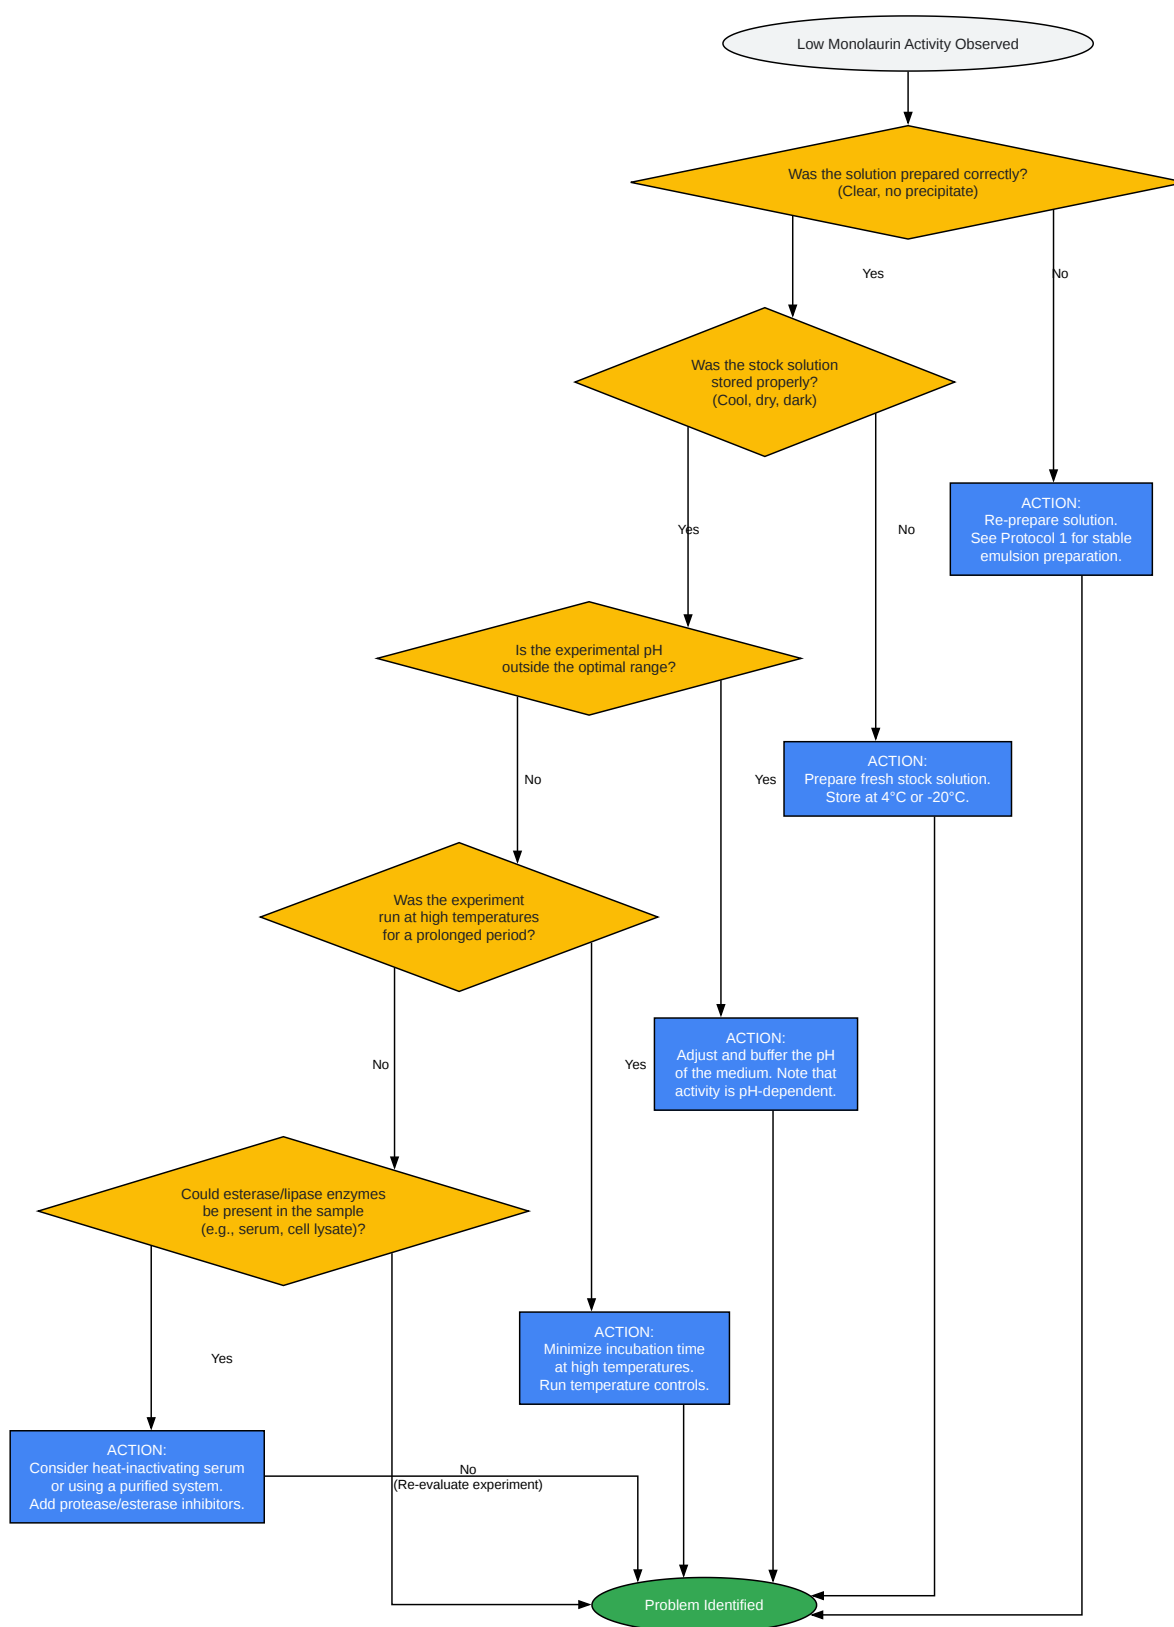 Low Monolaurin Activity Observed
Was the solution prepared correctly?
(Clear, no precipitate)
Yes
No
Was the stock solution
stored properly?
(Cool, dry, dark)
Yes
No
ACTION:
Re-prepare solution.
See Protocol 1 for stable
emulsion preparation.
Is the experimental pH
outside the optimal range?
No
Yes
ACTION:
Prepare fresh stock solution.
Store at 4°C or -20°C.
Was the experiment
run at high temperatures
for a prolonged period?
No
Yes
ACTION:
Adjust and buffer the pH
of the medium. Note that
activity is pH-dependent.
Could esterase/lipase enzymes
be present in the sample
(e.g., serum, cell lysate)?
Yes
ACTION:
Minimize incubation time
at high temperatures.
Run temperature controls.
ACTION:
Consider heat-inactivating serum
or using a purified system.
Add protease/esterase inhibitors.
No
(Re-evaluate experiment)
Problem Identified